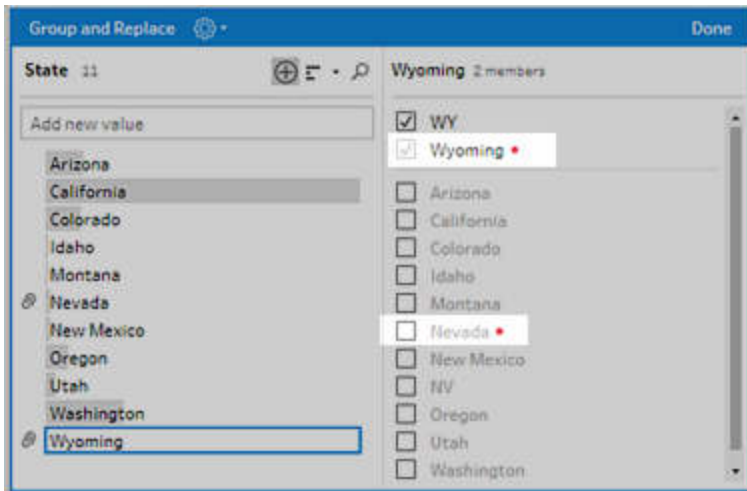 Group and Replace Done
State 11
Add new value
Arizona
California
Colorado
Idaho
Montana
Nevada
New Mexico
Oregon
Utah
Washington
Wyoming
Wyoming 2 members
WY
Wyoming
Arizona
California
Colorado
Idaho
Montana
Nevada
New Mexico
NV
Oregon
Utah
Washington